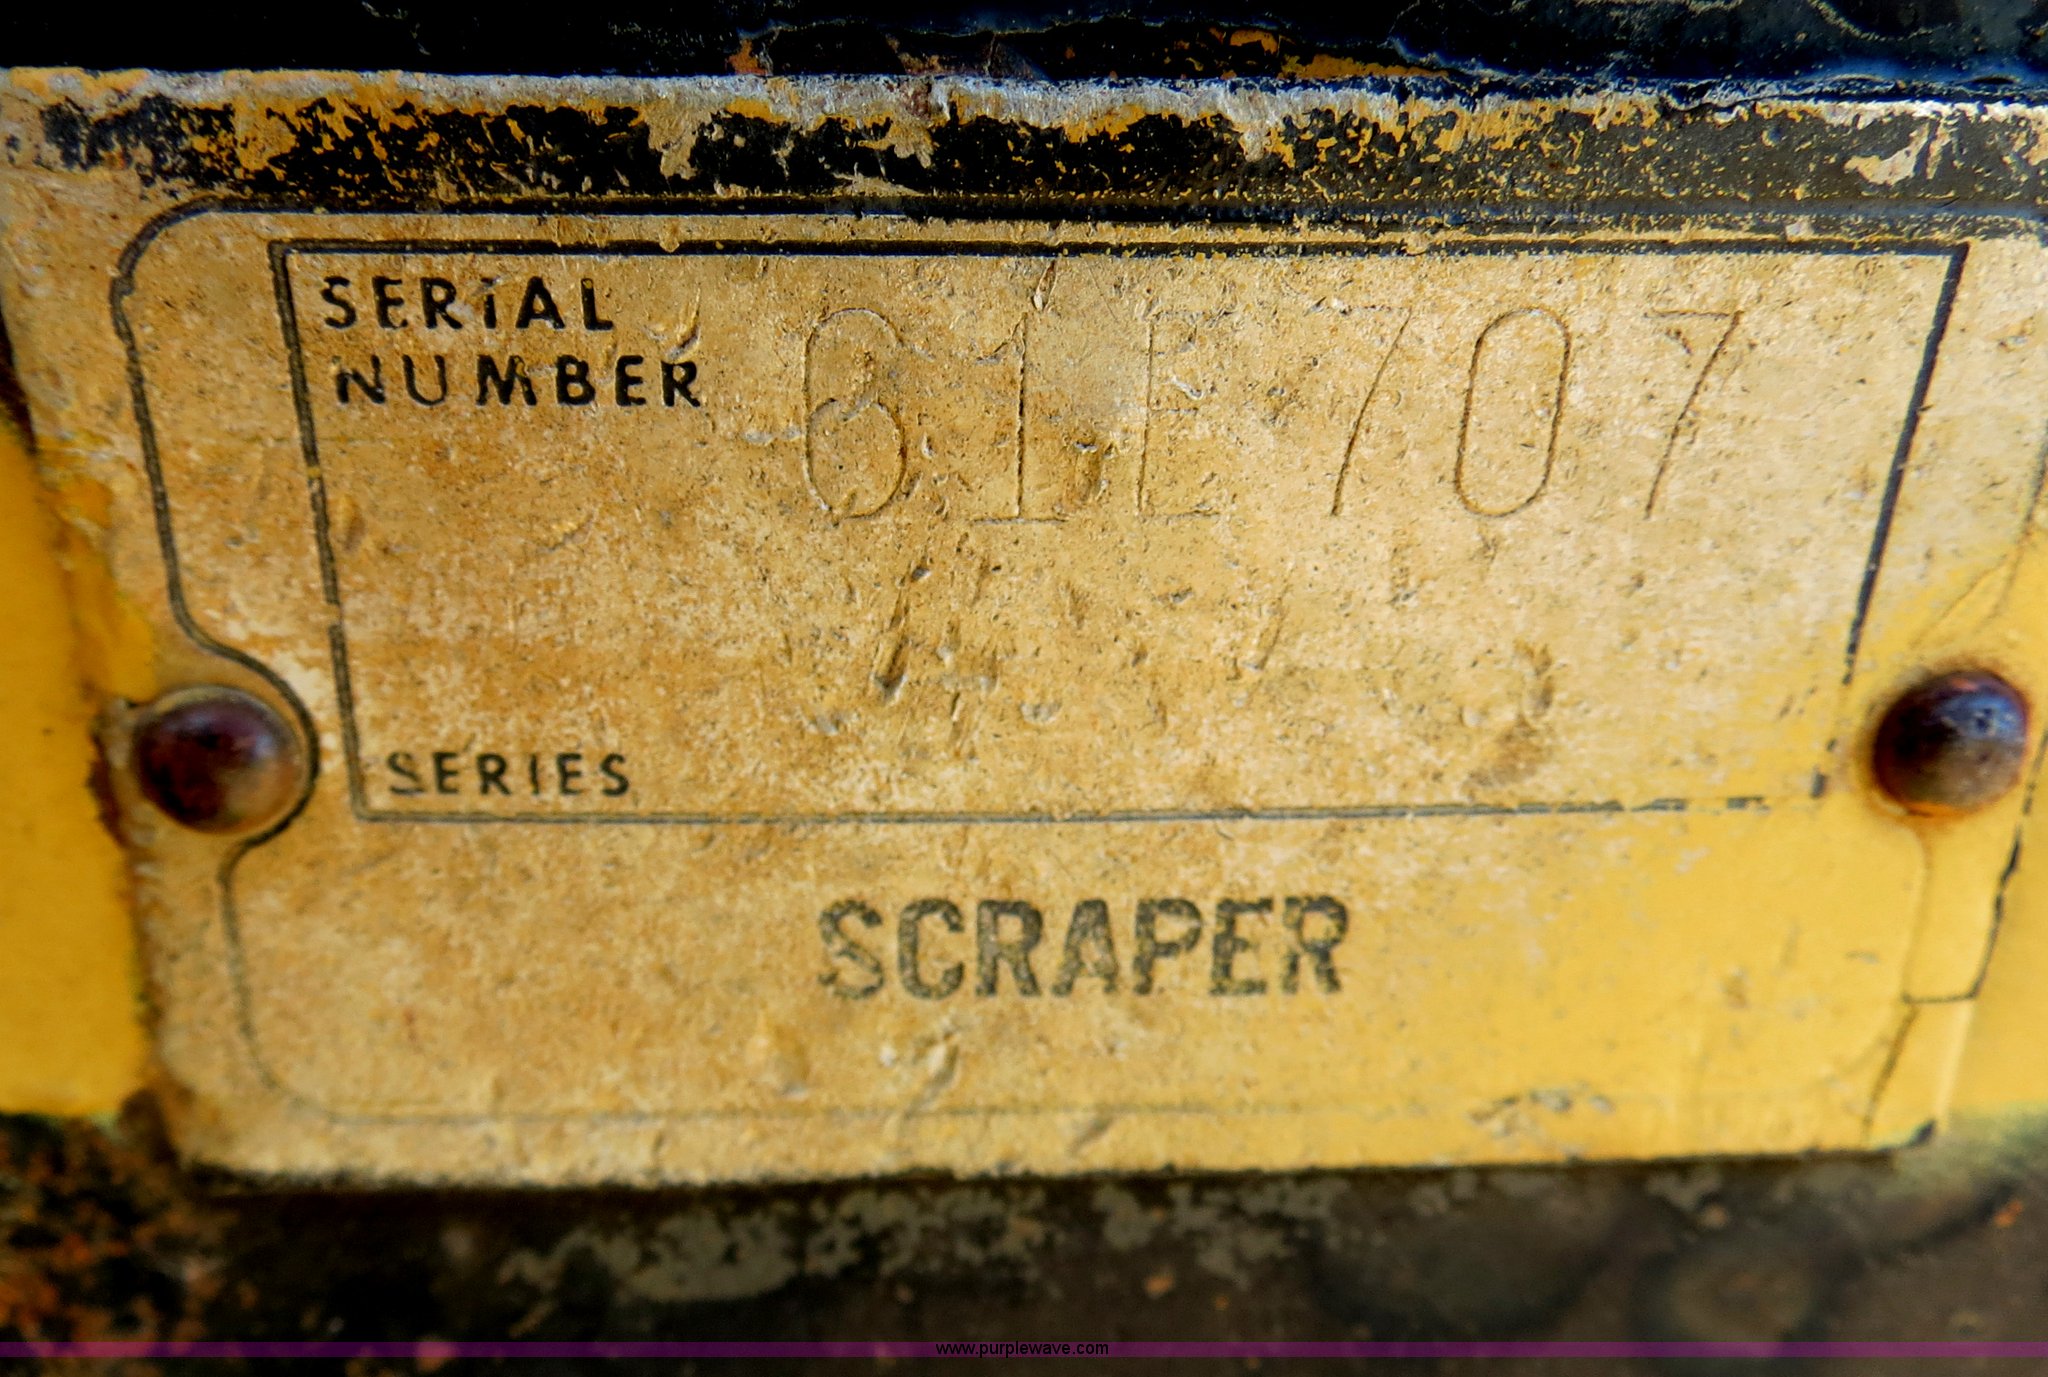 SERIAL
NUMBER 61E707
SERIES
SCRAPER
www.purplewave.com